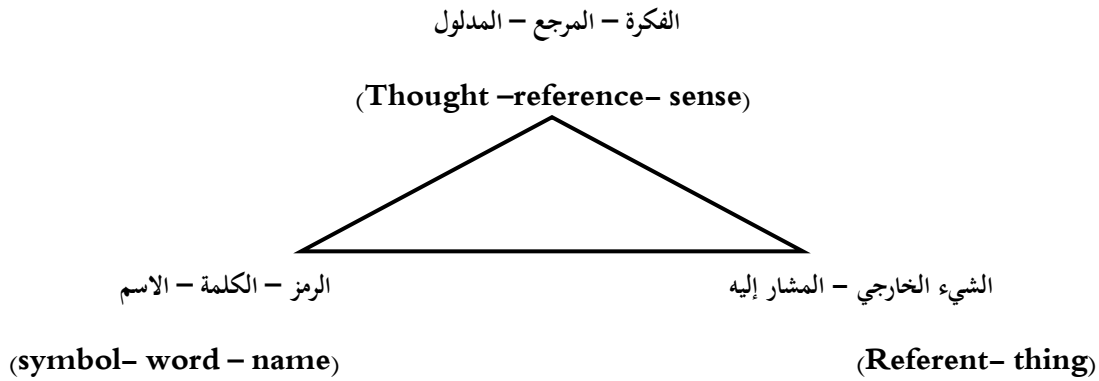 الفكرة – المرجع – المدلول
(Thought –reference– sense)
الرمز – الكلمة – الاسم
الشيء الخارجي – المشار إليه
(symbol– word – name)
(Referent– thing)